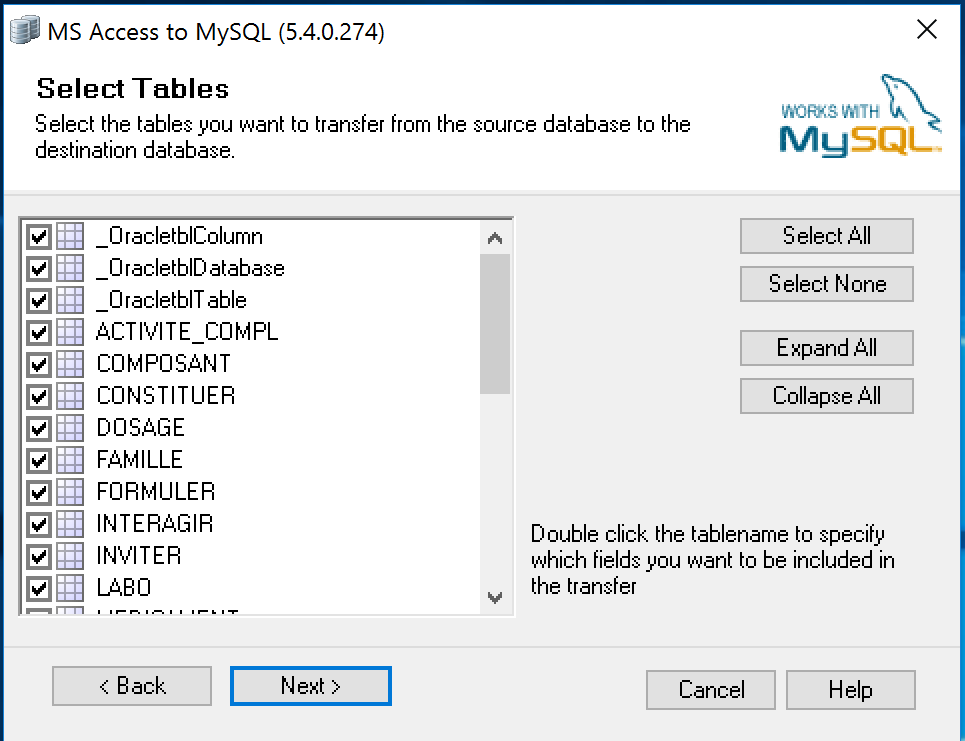 MS Access to MySQL (5.4.0.274)
Select Tables
Select the tables you want to transfer from the source database to the
destination database.
WORKS WITH
MySQL
_OracletblColumn
_OracletblDatabase
_OracletblTable
ACTIVITE_COMPL
COMPOSANT
CONSTITUER
DOSAGE
FAMILLE
FORMULER
INTERAGIR
INVITER
LABO
Select All
Select None
Expand All
Collapse All
Double click the tablename to specify
which fields you want to be included in
the transfer
< Back
Next >
Cancel
Help